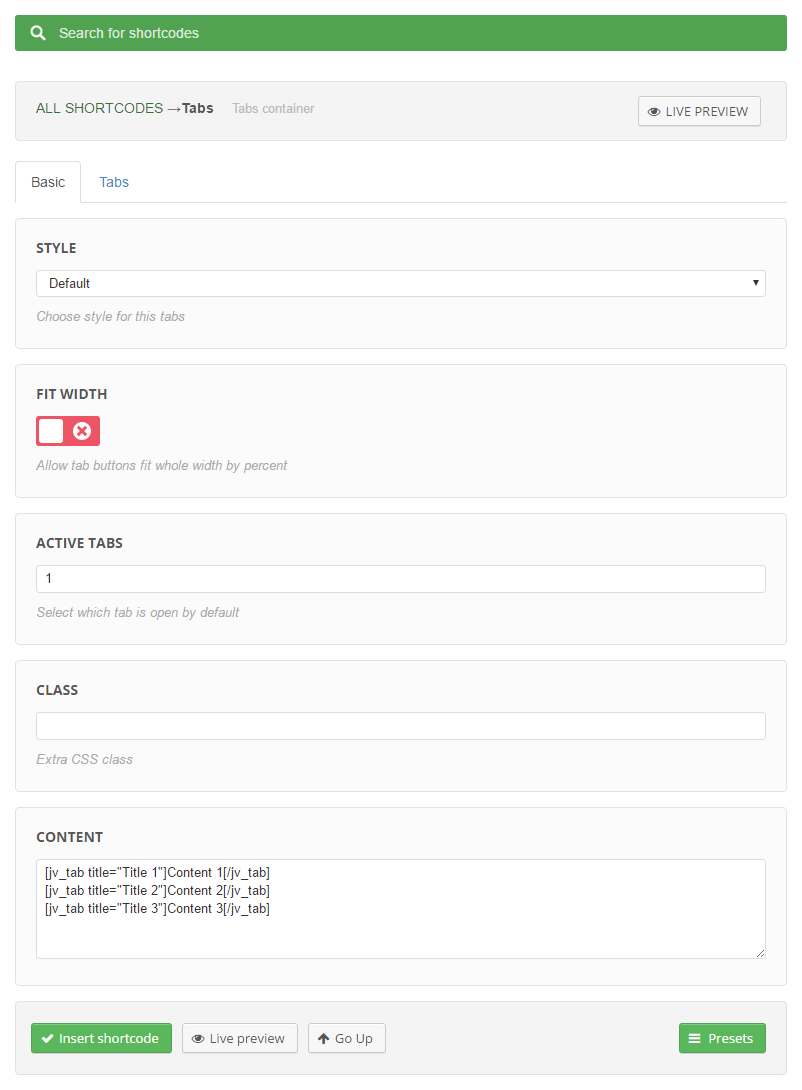 Search for shortcodes
ALL SHORTCODES →Tabs Tabs container LIVE PREVIEW
Basic Tabs
STYLE
Default
Choose style for this tabs
FIT WIDTH
Allow tab buttons fit whole width by percent
ACTIVE TABS
1
Select which tab is open by default
CLASS
Extra CSS class
CONTENT
[jv_tab title="Title 1"]Content 1[/jv_tab]
[jv_tab title="Title 2"]Content 2[/jv_tab]
[jv_tab title="Title 3"]Content 3[/jv_tab]
Insert shortcode Live preview Go Up Presets